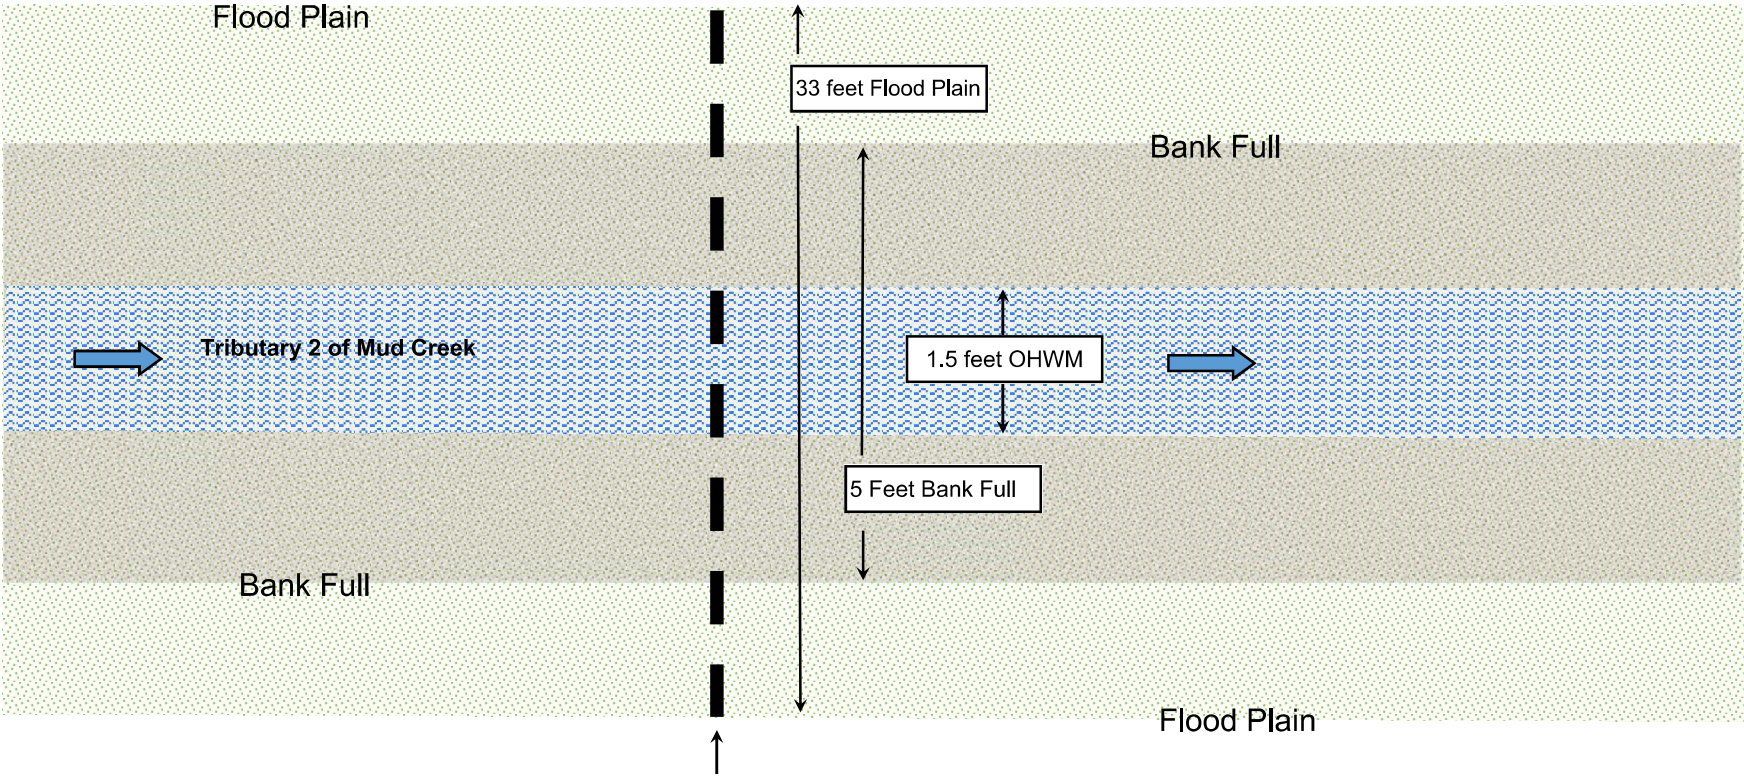 Flood Plain
33 feet Flood Plain
Bank Full
Tributary 2 of Mud Creek
1.5 feet OHWM
5 Feet Bank Full
Bank Full
Flood Plain